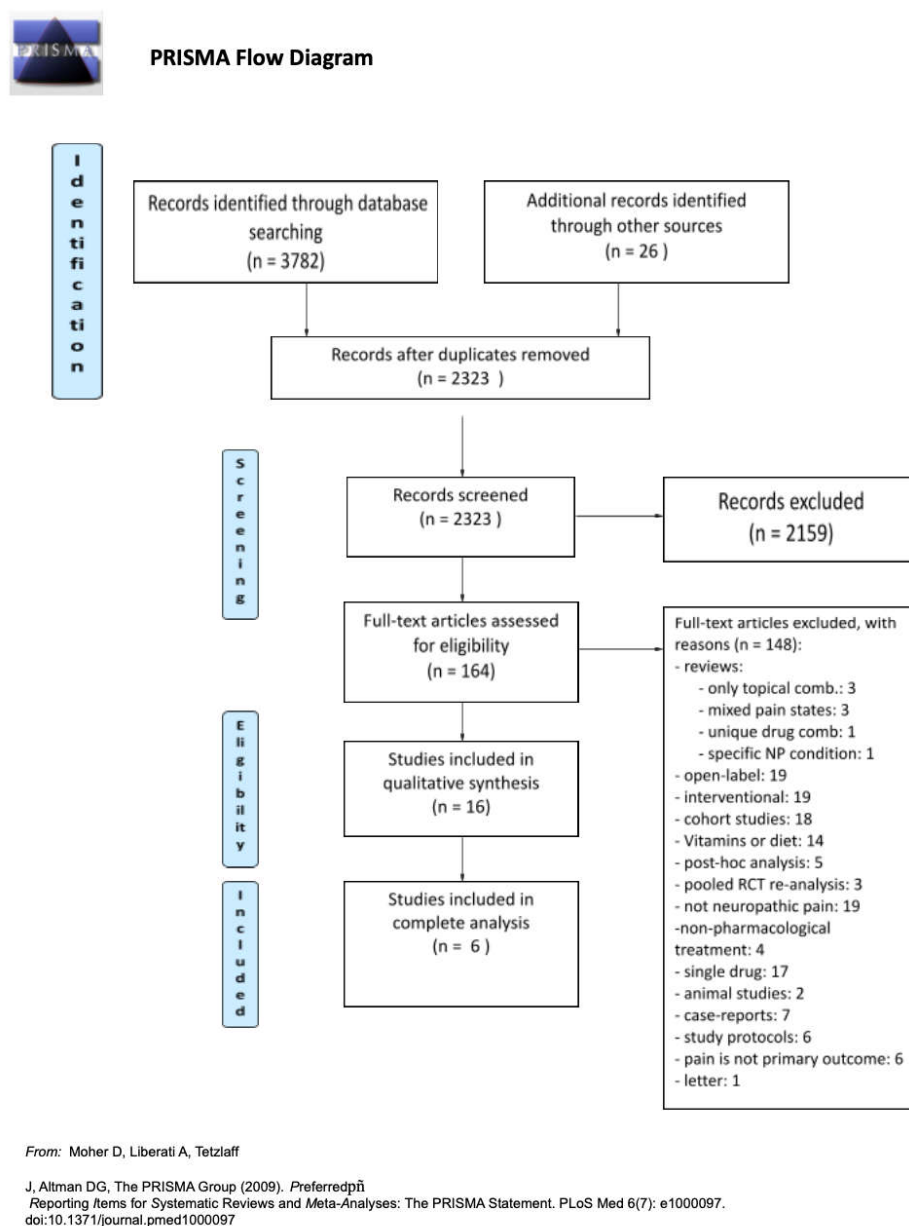 PRISMA
PRISMA Flow Diagram
Identification
Records identified through database
searching
(n = 3782)
Additional records identified
through other sources
(n = 26 )
Records after duplicates removed
(n = 2323 )
Screening
Records screened
(n = 2323 )
Records excluded
(n = 2159)
Full-text articles assessed
for eligibility
(n = 164)
Full-text articles excluded, with
reasons (n = 148):
- reviews:
- only topical comb.: 3
- mixed pain states: 3
- unique drug comb: 1
- specific NP condition: 1
- open-label: 19
- interventional: 19
- cohort studies: 18
- Vitamins or diet: 14
- post-hoc analysis: 5
- pooled RCT re-analysis: 3
- not neuropathic pain: 19
-non-pharmacological
treatment: 4
- single drug: 17
- animal studies: 2
- case-reports: 7
- study protocols: 6
- pain is not primary outcome: 6
- letter: 1
Eligibility
Studies included in
qualitative synthesis
(n = 16)
Included
Studies included in
complete analysis
(n = 6 )
From: Moher D, Liberati A, Tetzlaff
J, Altman DG, The PRISMA Group (2009). Preferredpñ
Reporting Items for Systematic Reviews and Meta-Analyses: The PRISMA Statement. PLoS Med 6(7): e1000097.
doi:10.1371/journal.pmed1000097